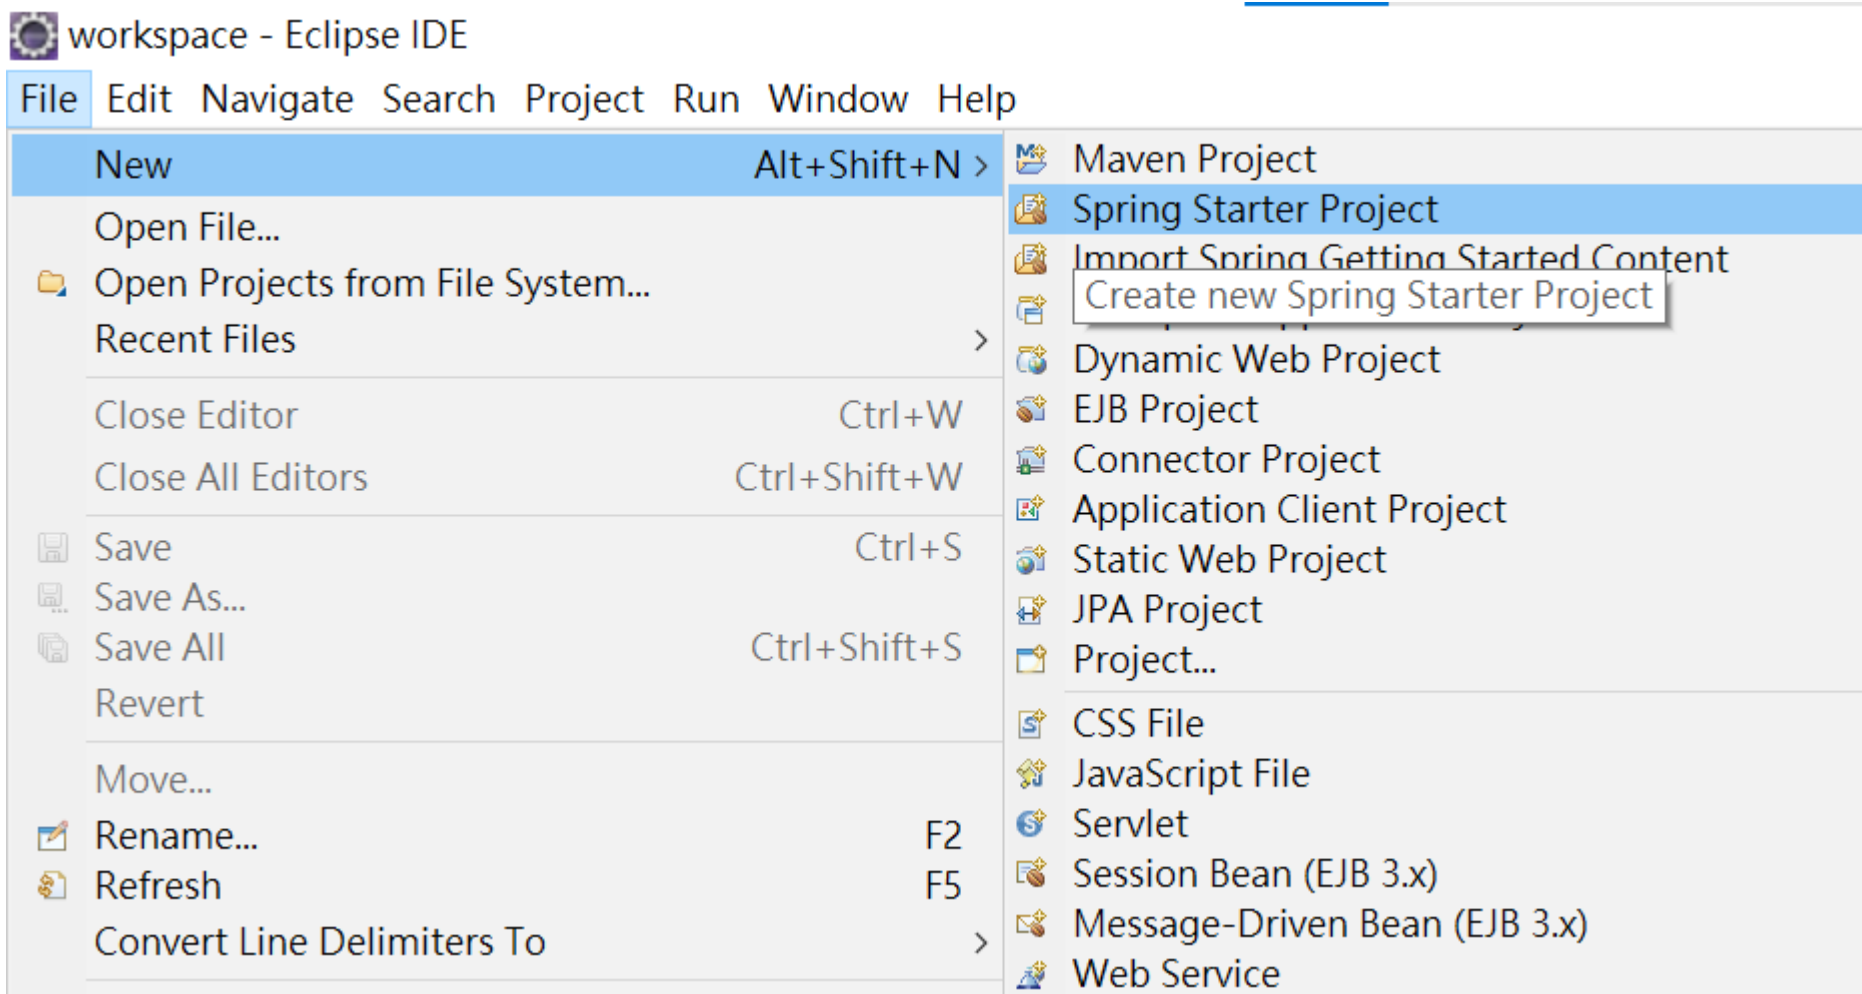 workspace - Eclipse IDE
File Edit Navigate Search Project Run Window Help
New Alt+Shift+N >
Open File...
Open Projects from File System...
Recent Files >
Close Editor Ctrl+W
Close All Editors Ctrl+Shift+W
Save Ctrl+S
Save As...
Save All Ctrl+Shift+S
Revert
Move...
Rename... F2
Refresh F5
Convert Line Delimiters To >
Maven Project
Spring Starter Project
Import Spring Getting Started Content
Create new Spring Starter Project
Dynamic Web Project
EJB Project
Connector Project
Application Client Project
Static Web Project
JPA Project
Project...
CSS File
JavaScript File
Servlet
Session Bean (EJB 3.x)
Message-Driven Bean (EJB 3.x)
Web Service